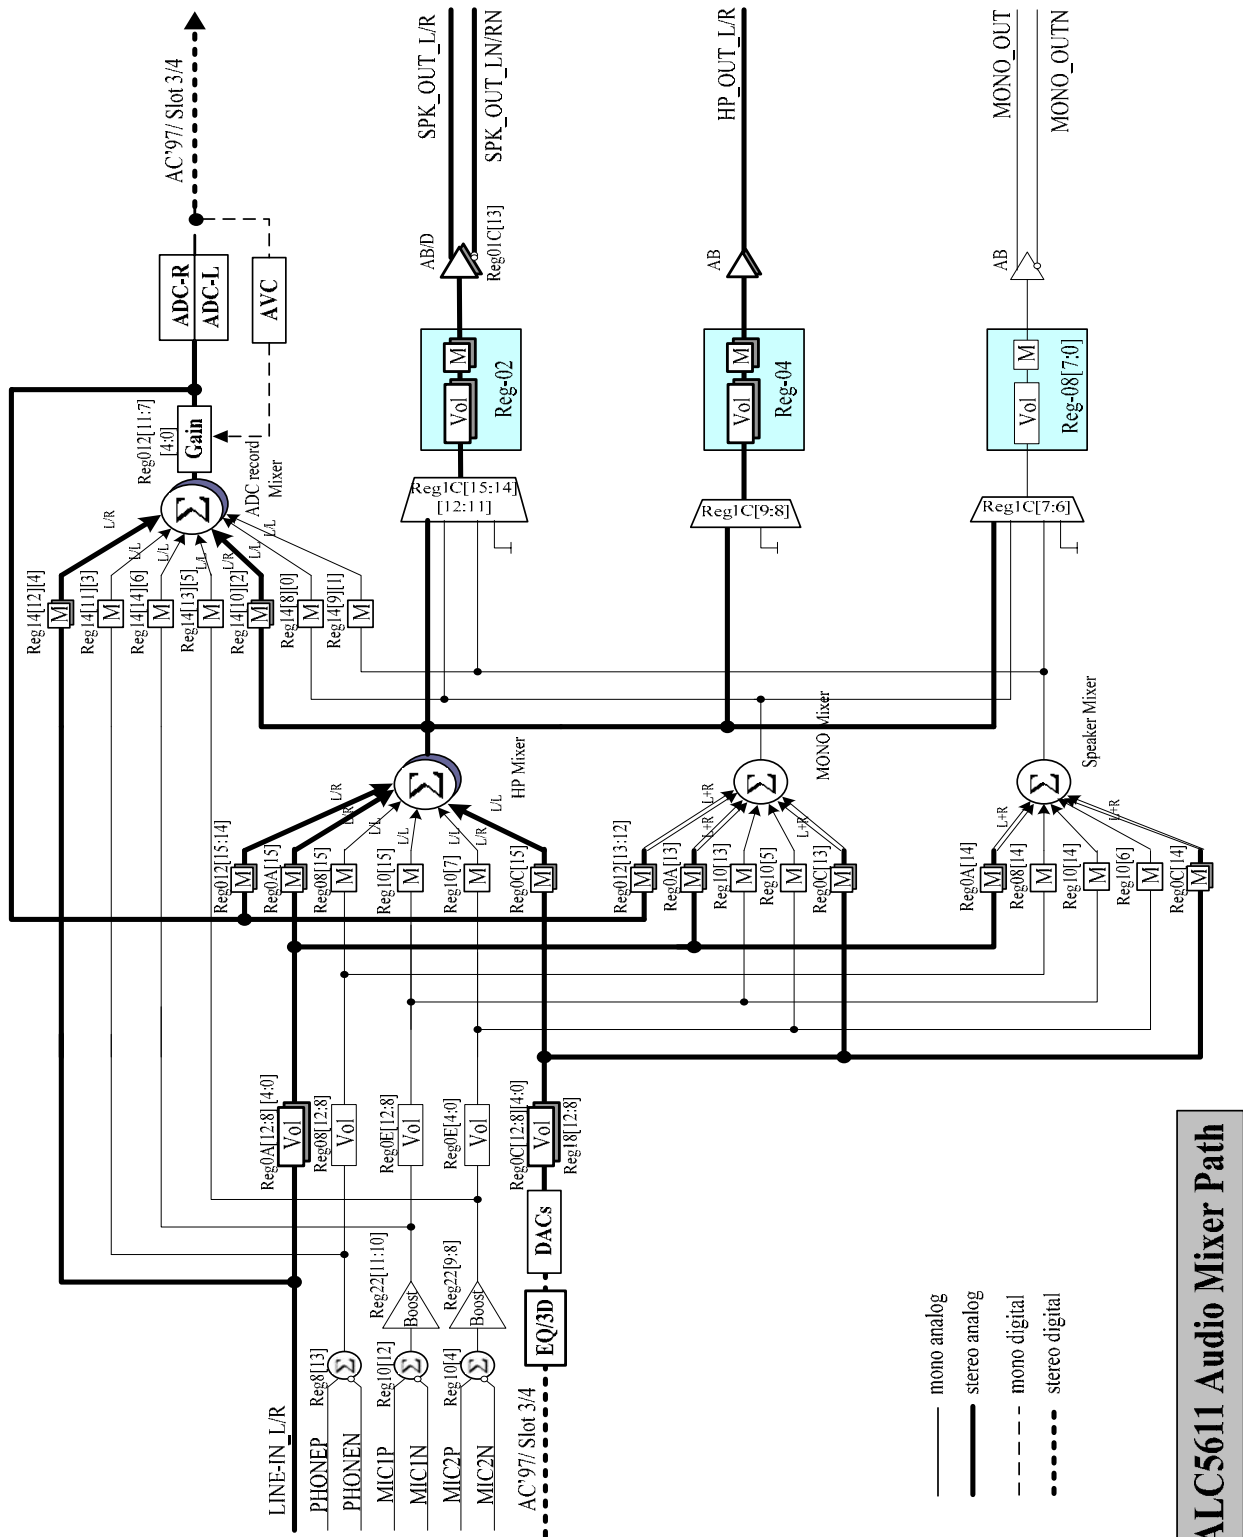 AC'97/ Slot 3/4
ADC-R
ADC-L
AVC
Reg012[11:7]
[4:0]
Gain
ADC record
Mixer
Σ
L/R
L/L
L/L
L/L
L/R
L/L
L/L
Reg14[12][4]
M
Reg14[11][3]
M
Reg14[14][6]
M
Reg14[13][5]
M
Reg14[10][2]
M
Reg14[8][0]
M
Reg14[9][1]
M
SPK_OUT_L/R
SPK_OUT_LN/RN
AB/D
Reg01C[13]
Vol
M
Reg-02
Reg1C[15:14]
[12:11]
HP_OUT_L/R
AB
Vol
M
Reg-04
Reg1C[9:8]
MONO_OUT
MONO_OUTN
AB
Vol
M
Reg-08[7:0]
Reg1C[7:6]
Σ
HP Mixer
L/R
L/R
L/L
L/L
L/L
L/R
L/L
Reg012[15:14]
M
Reg0A[15]
M
Reg08[15]
M
Reg10[15]
M
Reg10[7]
M
Reg0C[15]
M
Σ
MONO Mixer
L+R
L+R
L+R
Reg012[13:12]
M
Reg0A[13]
M
Reg10[13]
M
Reg10[5]
M
Reg0C[13]
M
Σ
Speaker Mixer
L+R
L+R
Reg0A[14]
M
Reg08[14]
M
Reg10[14]
M
Reg10[6]
M
Reg0C[14]
M
Reg0A[12:8] [4:0]
Vol
Reg08[12:8]
Vol
Reg0E[12:8]
Vol
Reg0E[4:0]
Vol
Reg0C[12:8][4:0]
Vol
Reg18[12:8]
DACs
EQ/3D
Reg22[11:10]
Boost
Reg22[9:8]
Boost
Reg8[13]
Σ
Reg10[12]
Σ
Reg10[4]
Σ
LINE-IN_L/R
PHONEP
PHONEN
MIC1P
MIC1N
MIC2P
MIC2N
AC'97/ Slot 3/4
mono analog
stereo analog
mono digital
stereo digital
ALC5611 Audio Mixer Path